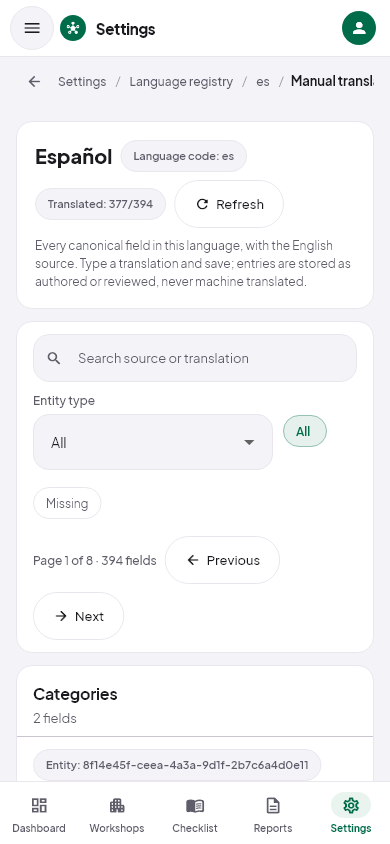 Settings
Settings / Language registry / es / Manual transl
Español
Language code: es
Translated: 377/394
Refresh
Every canonical field in this language, with the English
source. Type a translation and save; entries are stored as
authored or reviewed, never machine translated.
Search source or translation
Entity type
All
All
Missing
Page 1 of 8 · 394 fields
Previous
Next
Categories
2 fields
Entity: 8f14e45f-ceea-4a3a-9d1f-2b7c6a4d0e11
Dashboard
Workshops
Checklist
Reports
Settings